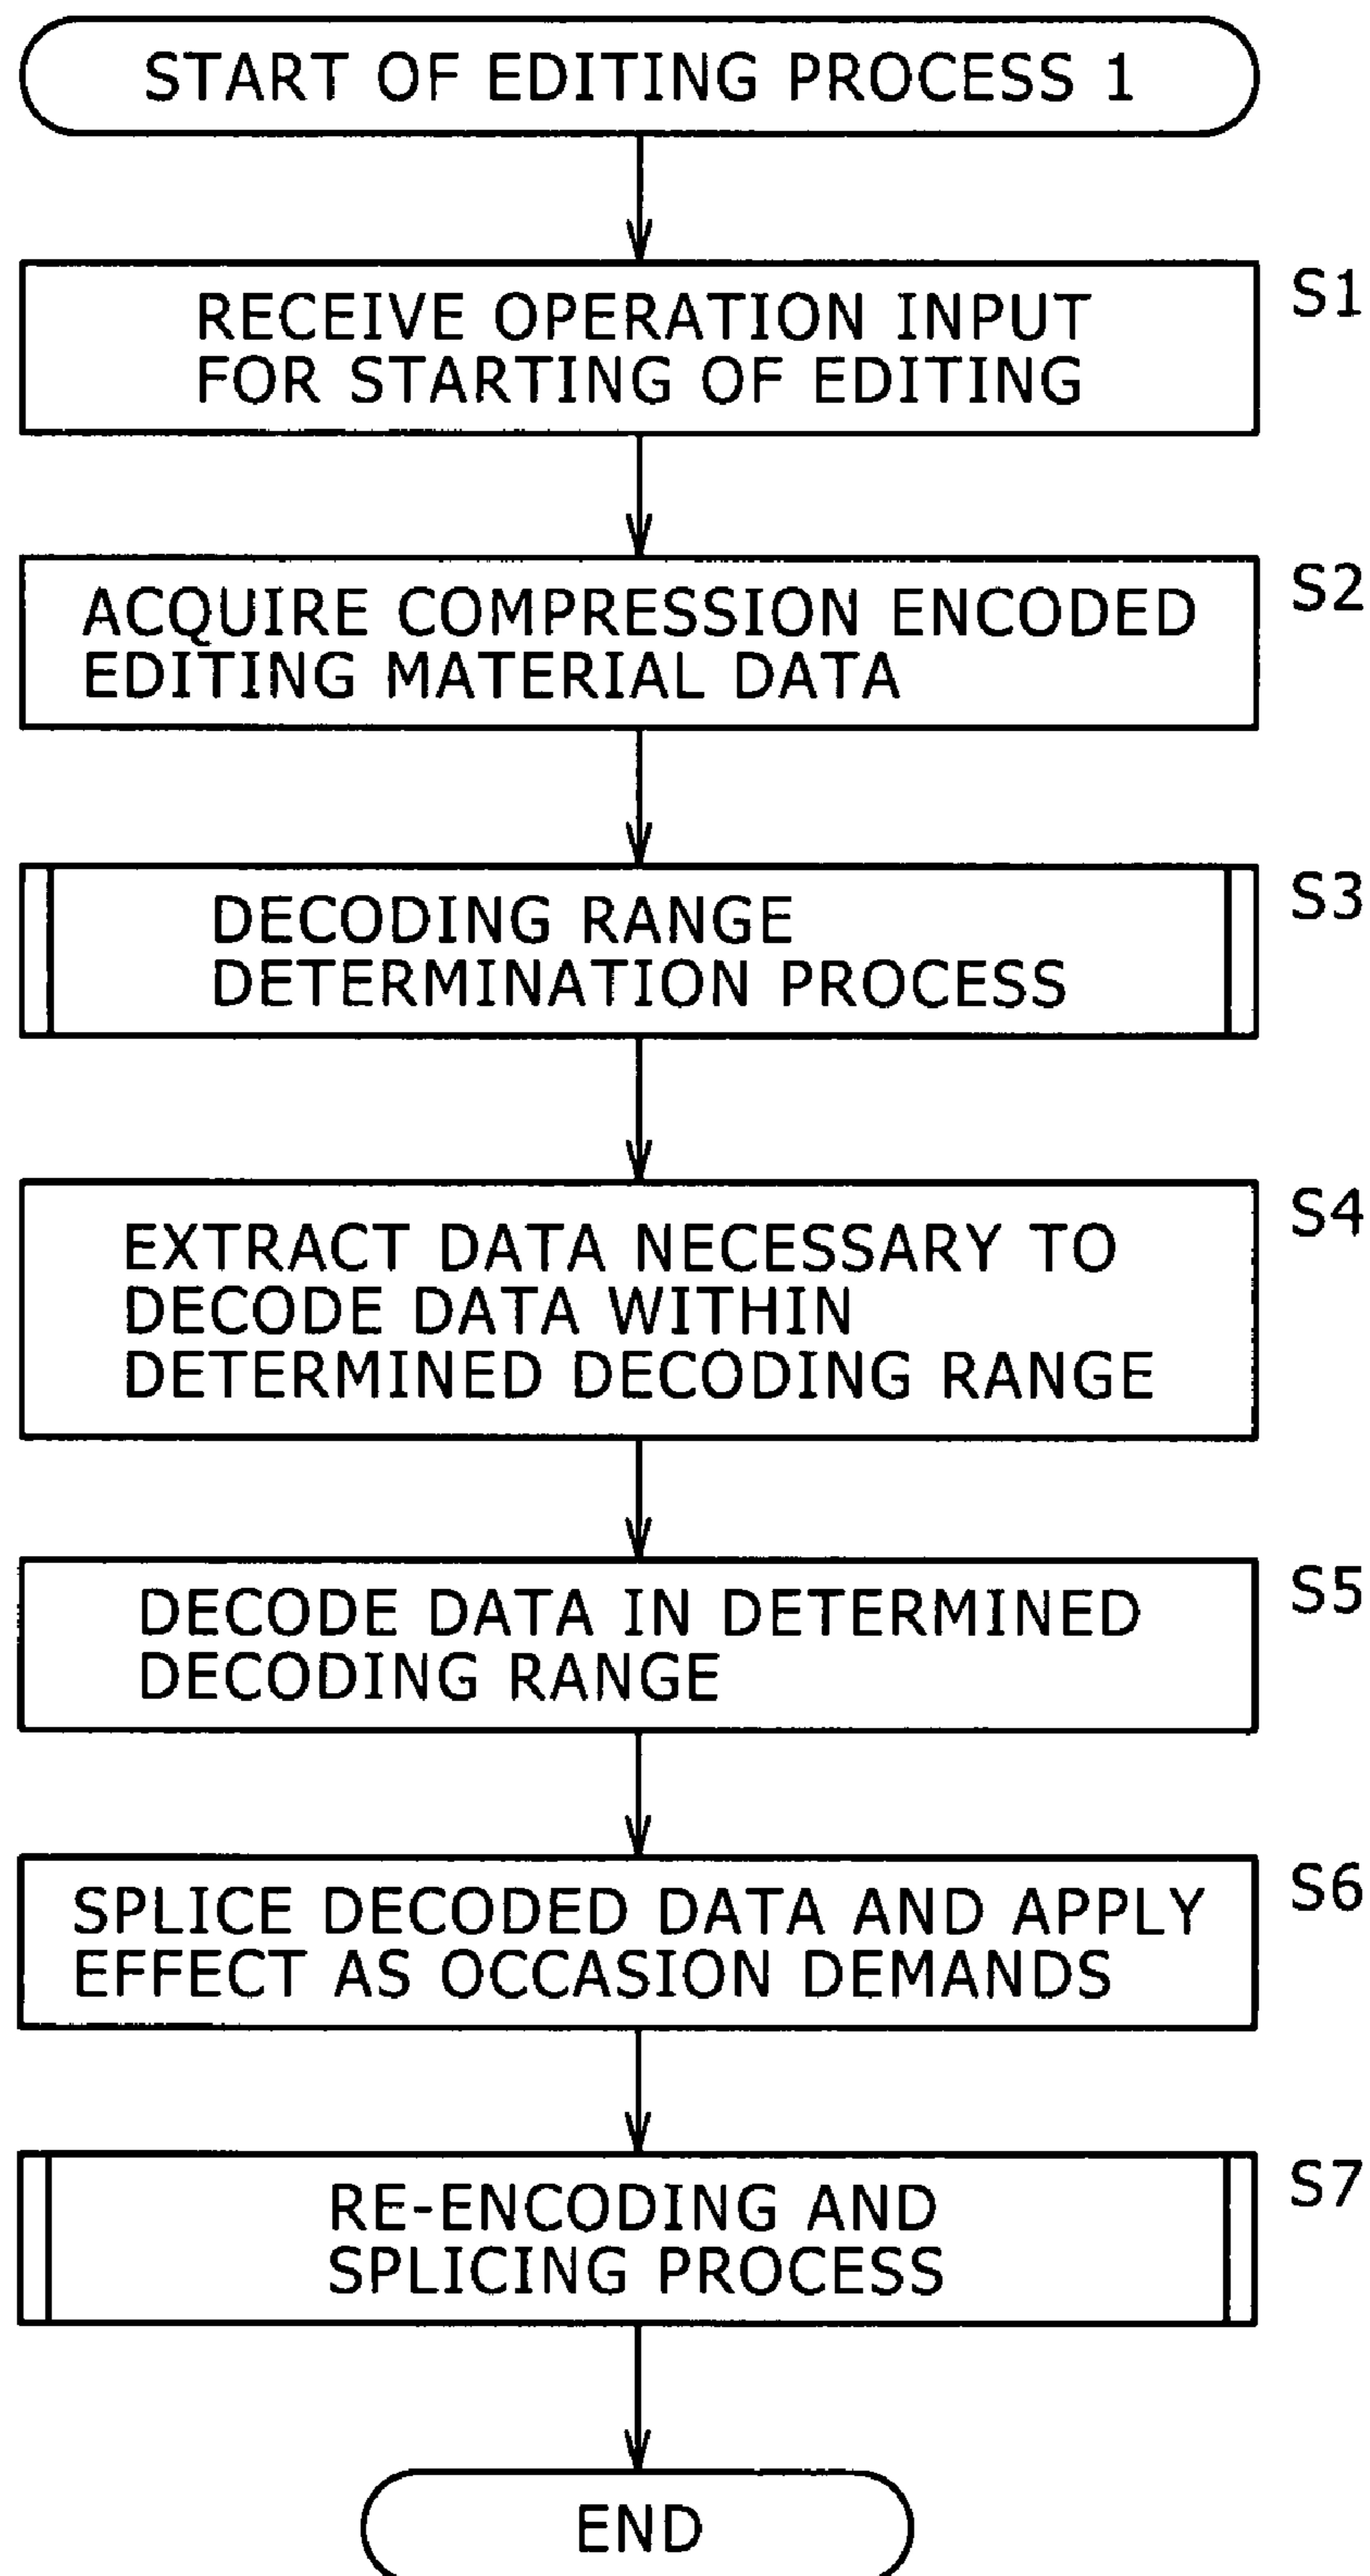 START OF EDITING PROCESS 1
RECEIVE OPERATION INPUT
FOR STARTING OF EDITING
S1
ACQUIRE COMPRESSION ENCODED
EDITING MATERIAL DATA
S2
DECODING RANGE
DETERMINATION PROCESS
S3
EXTRACT DATA NECESSARY TO
DECODE DATA WITHIN
DETERMINED DECODING RANGE
S4
DECODE DATA IN DETERMINED
DECODING RANGE
S5
SPLICE DECODED DATA AND APPLY
EFFECT AS OCCASION DEMANDS
S6
RE-ENCODING AND
SPLICING PROCESS
S7
END